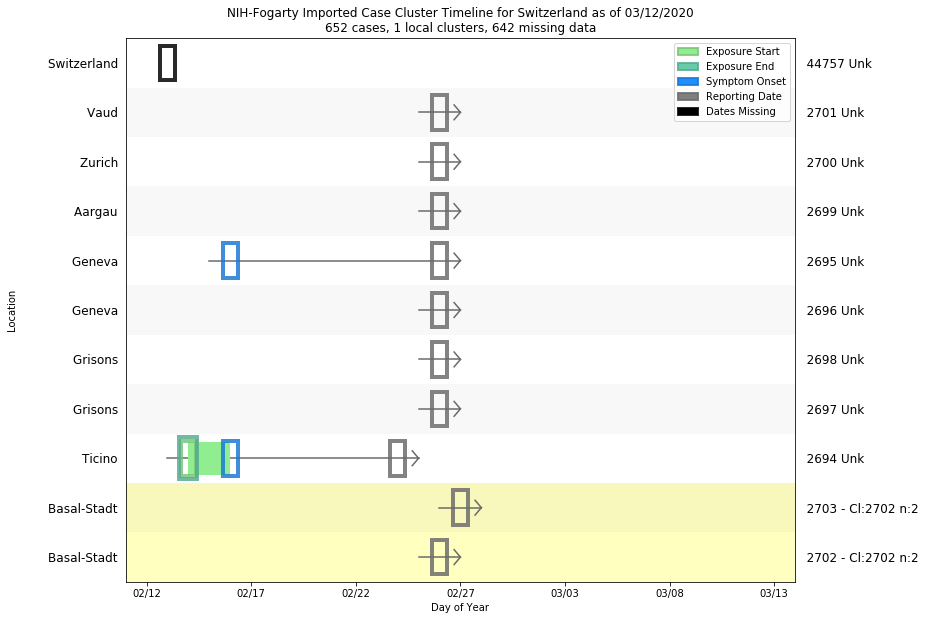 NIH-Fogarty Imported Case Cluster Timeline for Switzerland as of 03/12/2020
652 cases, 1 local clusters, 642 missing data
Exposure Start
Exposure End
Symptom Onset
Reporting Date
Dates Missing
Switzerland 44757 Unk
Vaud 2701 Unk
Zurich 2700 Unk
Aargau 2699 Unk
Geneva 2695 Unk
Geneva 2696 Unk
Grisons 2698 Unk
Grisons 2697 Unk
Ticino 2694 Unk
Basal-Stadt 2703 - Cl:2702 n:2
Basal-Stadt 2702 - Cl:2702 n:2
Location
02/12 02/17 02/22 02/27 03/03 03/08 03/13
Day of Year